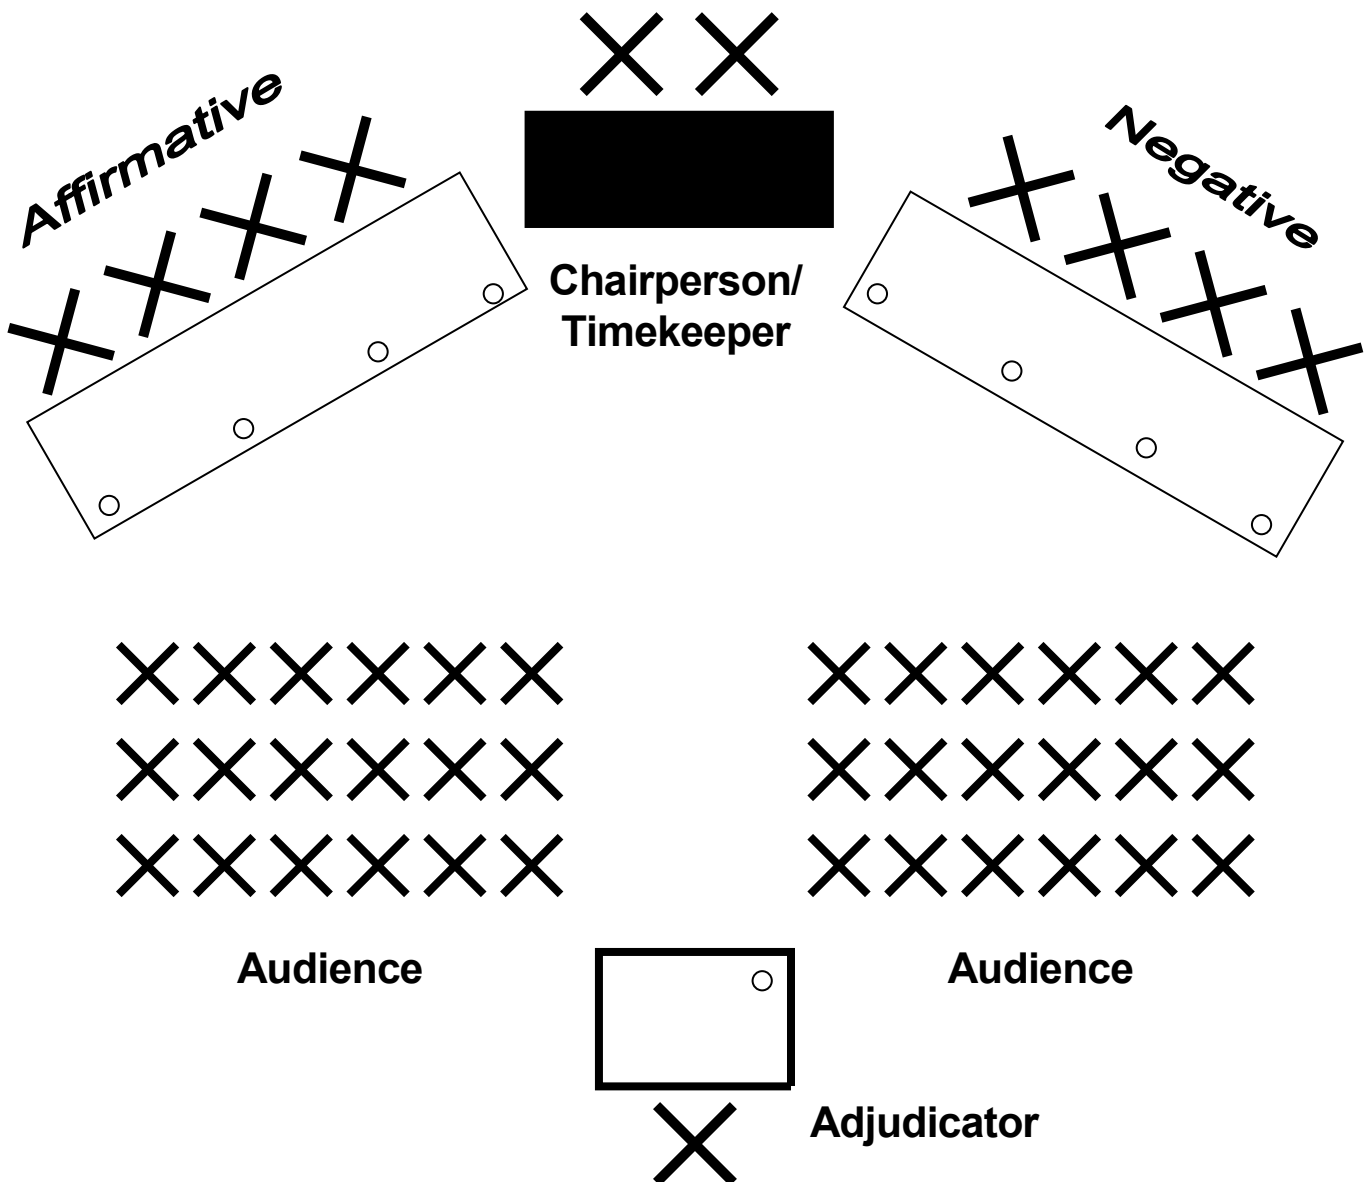 Affirmative
Negative
Chairperson/
Timekeeper
Audience
Audience
Adjudicator